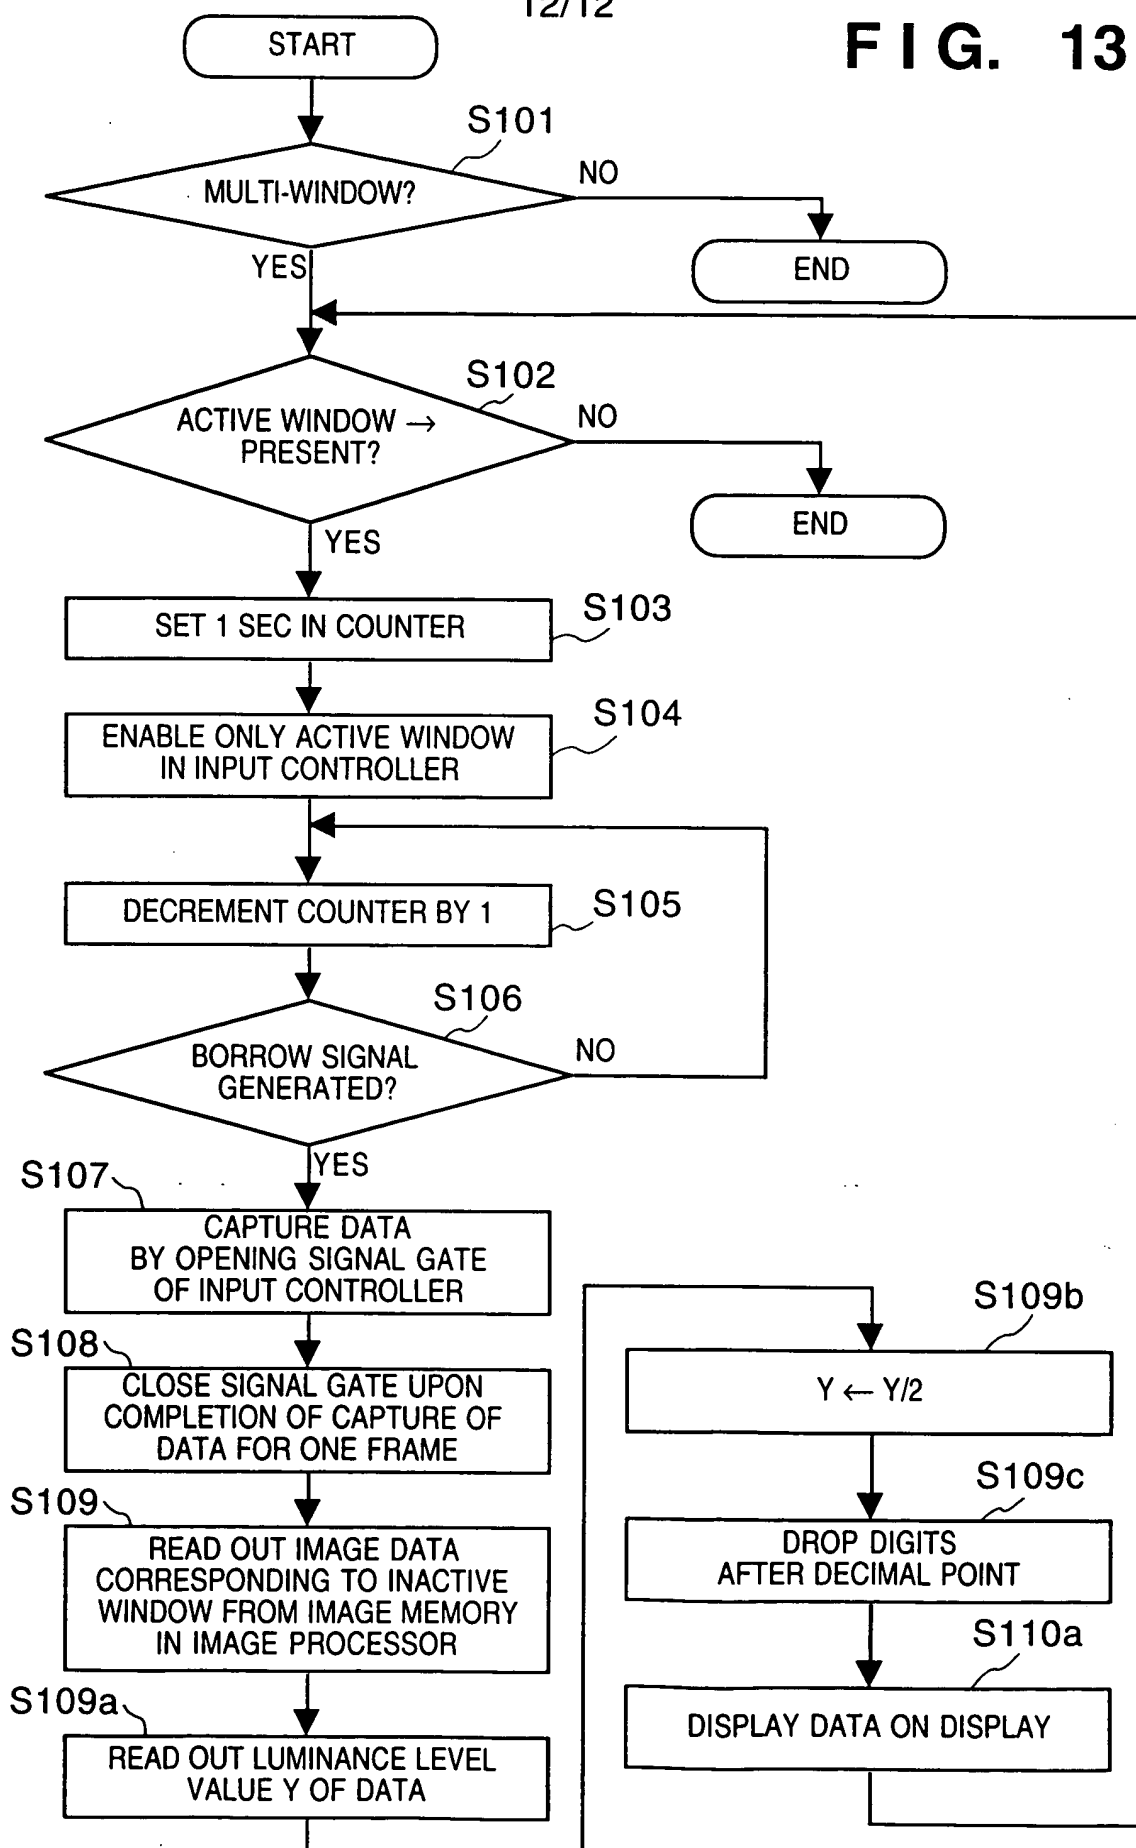 12/12
FIG. 13
START
S101
MULTI-WINDOW?
NO
END
YES
S102
ACTIVE WINDOW →
PRESENT?
NO
END
YES
SET 1 SEC IN COUNTER
S103
ENABLE ONLY ACTIVE WINDOW
IN INPUT CONTROLLER
S104
DECREMENT COUNTER BY 1
S105
S106
BORROW SIGNAL
GENERATED?
NO
YES
S107
CAPTURE DATA
BY OPENING SIGNAL GATE
OF INPUT CONTROLLER
S108
CLOSE SIGNAL GATE UPON
COMPLETION OF CAPTURE OF
DATA FOR ONE FRAME
S109
READ OUT IMAGE DATA
CORRESPONDING TO INACTIVE
WINDOW FROM IMAGE MEMORY
IN IMAGE PROCESSOR
S109a
READ OUT LUMINANCE LEVEL
VALUE Y OF DATA
S109b
Y ← Y/2
S109c
DROP DIGITS
AFTER DECIMAL POINT
S110a
DISPLAY DATA ON DISPLAY